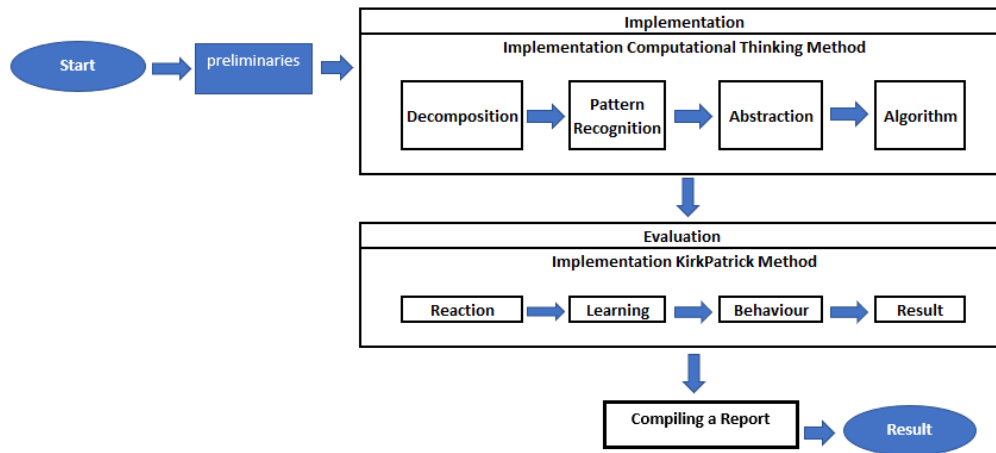 Start
preliminaries
Implementation
Implementation Computational Thinking Method
Decomposition
Pattern
Recognition
Abstraction
Algorithm
Evaluation
Implementation KirkPatrick Method
Reaction
Learning
Behaviour
Result
Compiling a Report
Result